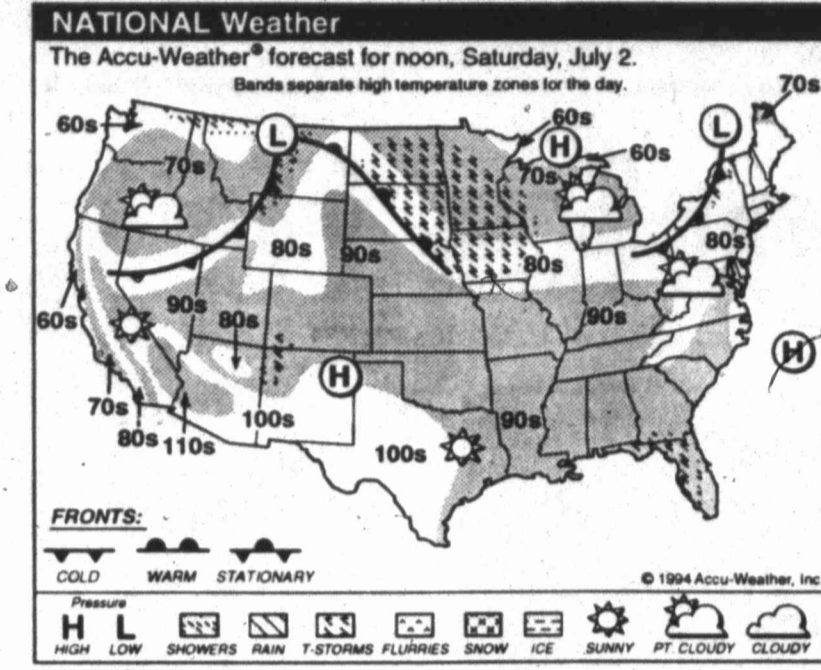 NATIONAL Weather
The Accu-Weather® forecast for noon, Saturday, July 2.
Bands separate high temperature zones for the day.
70s
60s
L
60s
L
H
60s
70s
70s
80s
90s
80s
80s
60s
90s
80s
90s
H
H
70s
80s
110s
100s
100s
90s
FRONTS:
COLD WARM STATIONARY
© 1994 Accu-Weather, Inc
Pressure
H L
HIGH LOW SHOWERS RAIN T-STORMS FLURRIES SNOW ICE SUNNY PT. CLOUDY CLOUDY